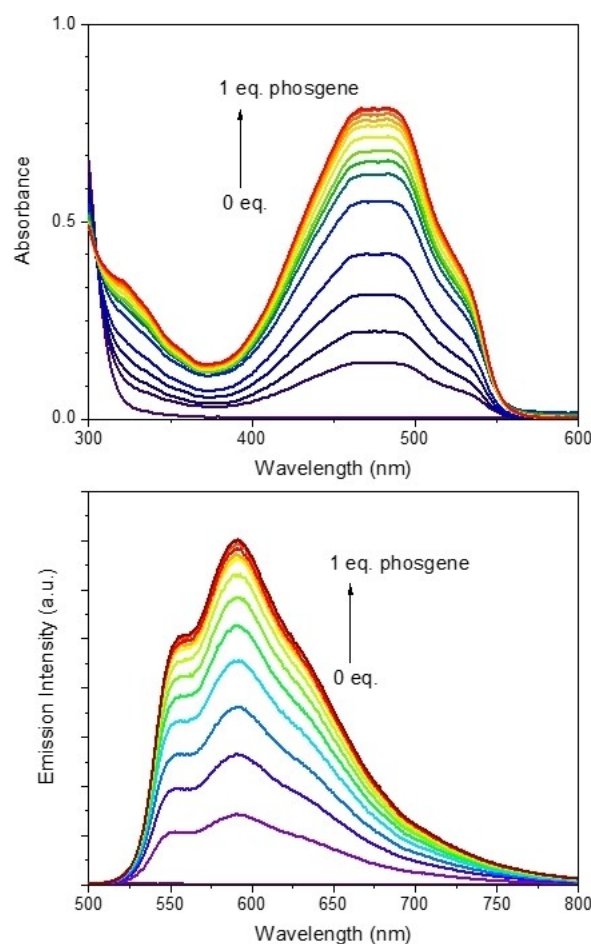 1.0
1 eq. phosgene
0.5
0 eq.
Absorbance
0.0
300 400 500 600
Wavelength (nm)
1 eq. phosgene
0 eq.
Emission Intensity (a.u.)
500 550 600 650 700 750 800
Wavelength (nm)